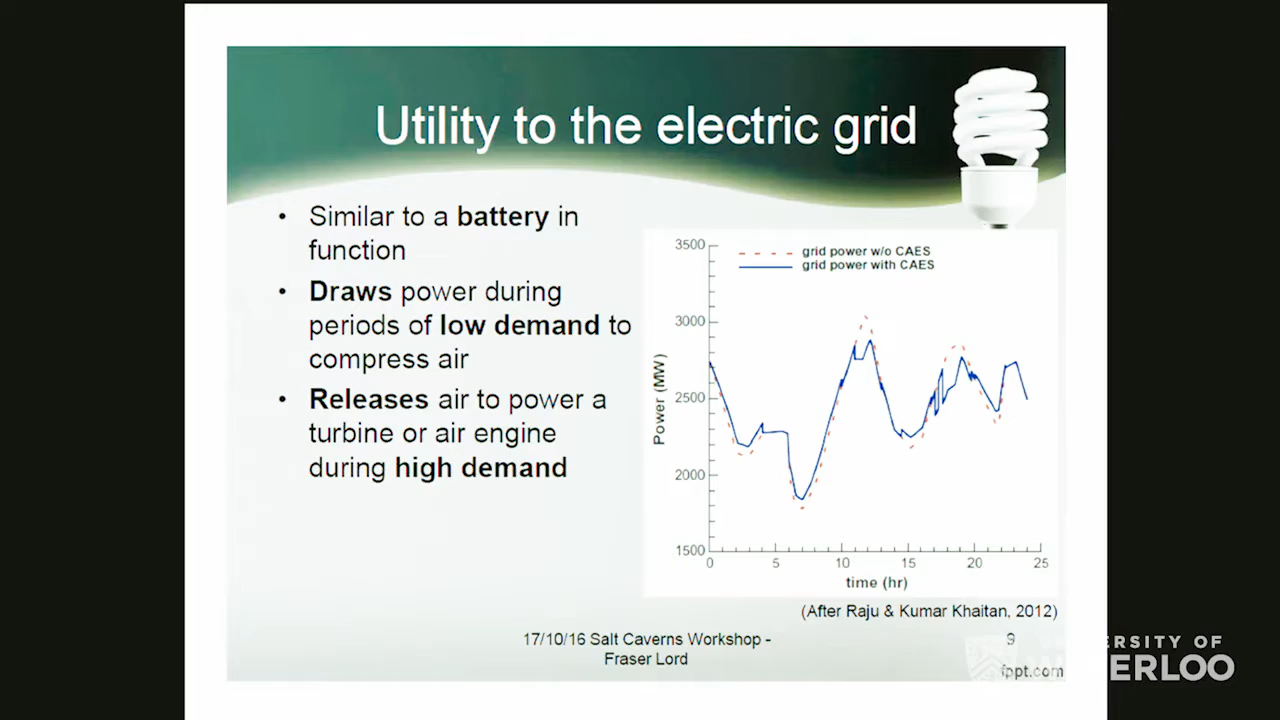 Utility to the electric grid
• Similar to a battery in
function
• Draws power during
periods of low demand to
compress air
• Releases air to power a
turbine or air engine
during high demand
grid power w/o CAES
grid power with CAES
3500
3000
2500
2000
1500
Power (MW)
0 5 10 15 20 25
time (hr)
(After Raju & Kumar Khaitan, 2012)
17/10/16 Salt Caverns Workshop -
Fraser Lord
9
fppt.com
ERSITY OF
ERLOO